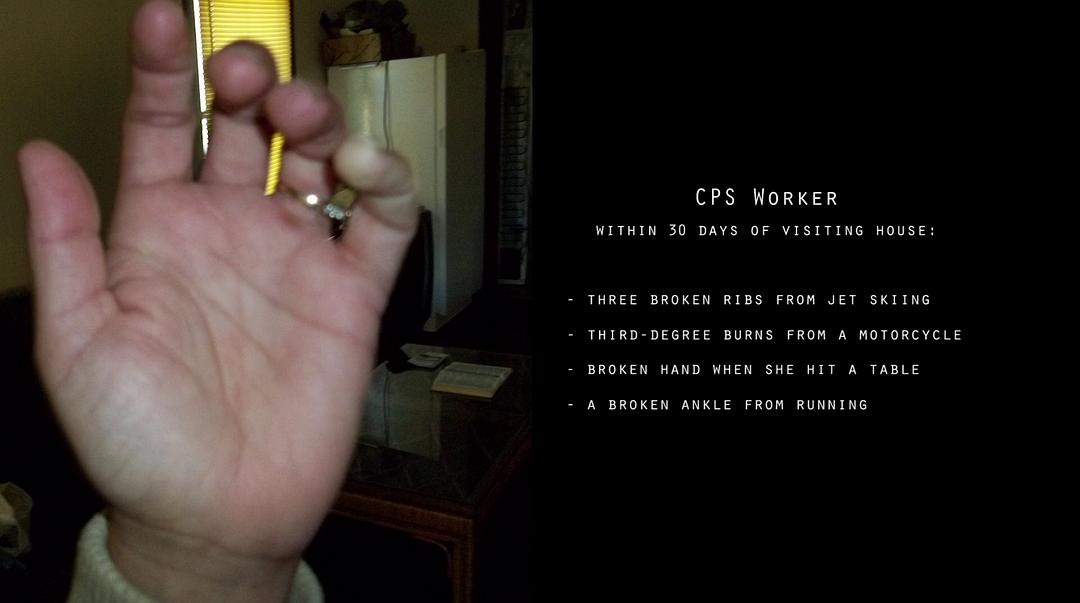 CPS Worker
WITHIN 30 DAYS OF VISITING HOUSE:
- THREE BROKEN RIBS FROM JET SKIING
- THIRD-DEGREE BURNS FROM A MOTORCYCLE
- BROKEN HAND WHEN SHE HIT A TABLE
- A BROKEN ANKLE FROM RUNNING